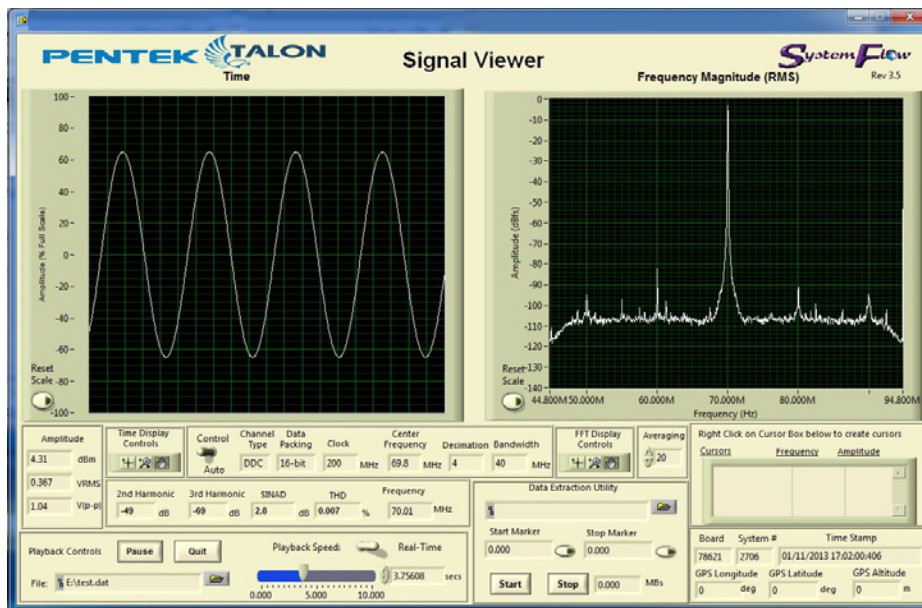 PENTEK TALON
Signal Viewer
SystemFlow
Rev 3.5
Time
Frequency Magnitude (RMS)
Amplitude (% Full Scale)
100
80
60
40
20
0
-20
-40
-60
-80
-100
Reset Scale
Amplitude (dBfs)
0
-10
-20
-30
-40
-50
-60
-70
-80
-90
-100
-110
-120
-130
-140
Reset Scale
44.800M 50.000M 60.000M 70.000M 80.000M 94.800M
Frequency (Hz)
Amplitude
4.31 dBm
0.367 VRMS
1.04 V(p-p)
Time Display Controls
Control
Auto
Channel Type
DDC
Data Packing
16-bit
Clock
200 MHz
Center Frequency
69.8 MHz
Decimation
4
Bandwidth
40 MHz
FFT Display Controls
Averaging
20
Right Click on Cursor Box below to create cursors
Cursors Frequency Amplitude
2nd Harmonic
-49 dB
3rd Harmonic
-69 dB
SINAD
2.8 dB
THD
0.007 %
Frequency
70.01 MHz
Data Extraction Utility
Start Marker
0.000
Stop Marker
0.000
Start
Stop
0.000 MBs
Playback Controls
Pause
Quit
Playback Speed:
Real-Time
3.75608 secs
0.000 5.000 10.000
File: E:\test.dat
Board System # Time Stamp
78621 2706 01/11/2013 17:02:00:406
GPS Longitude GPS Latitude GPS Altitude
0 deg 0 deg 0 m